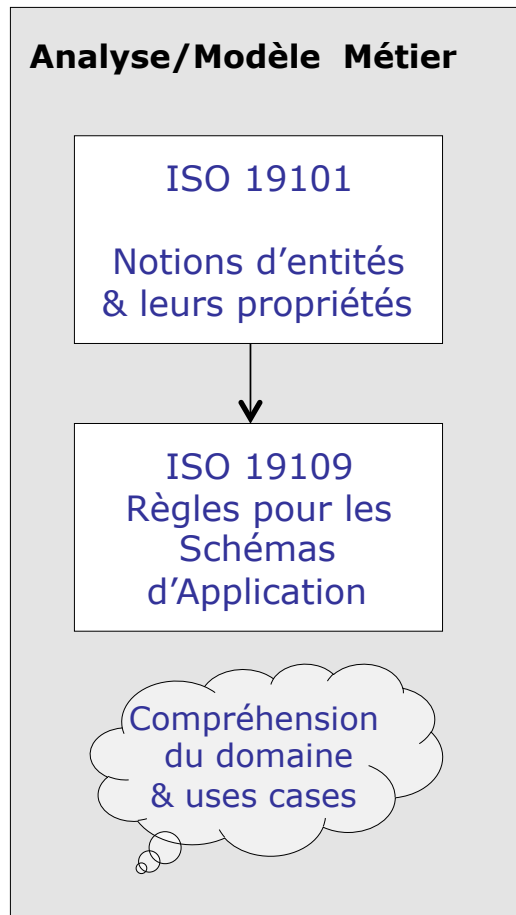 Analyse/Modèle Métier
ISO 19101
Notions d’entités
& leurs propriétés
ISO 19109
Règles pour les
Schémas
d’Application
Compréhension
du domaine
& uses cases